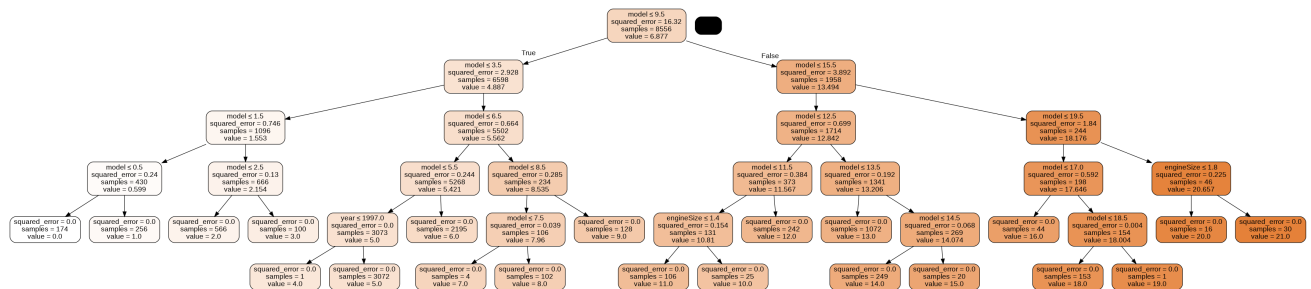 model ≤ 9.5
squared_error = 16.32
samples = 8556
value = 6.877
True
False
model ≤ 3.5
squared_error = 2.928
samples = 6598
value = 4.887
model ≤ 15.5
squared_error = 3.892
samples = 1958
value = 13.494
model ≤ 1.5
squared_error = 0.746
samples = 1096
value = 1.553
model ≤ 6.5
squared_error = 0.664
samples = 5502
value = 5.562
model ≤ 12.5
squared_error = 0.699
samples = 1714
value = 12.842
model ≤ 19.5
squared_error = 1.84
samples = 244
value = 18.176
model ≤ 0.5
squared_error = 0.24
samples = 430
value = 0.599
model ≤ 2.5
squared_error = 0.13
samples = 666
value = 2.154
model ≤ 5.5
squared_error = 0.244
samples = 5268
value = 5.421
model ≤ 8.5
squared_error = 0.285
samples = 234
value = 8.535
model ≤ 11.5
squared_error = 0.384
samples = 373
value = 11.567
model ≤ 13.5
squared_error = 0.192
samples = 1341
value = 13.206
model ≤ 17.0
squared_error = 0.592
samples = 198
value = 17.646
engineSize ≤ 1.8
squared_error = 0.225
samples = 46
value = 20.657
squared_error = 0.0
samples = 174
value = 0.0
squared_error = 0.0
samples = 256
value = 1.0
squared_error = 0.0
samples = 566
value = 2.0
squared_error = 0.0
samples = 100
value = 3.0
year ≤ 1997.0
squared_error = 0.0
samples = 3073
value = 5.0
squared_error = 0.0
samples = 2195
value = 6.0
model ≤ 7.5
squared_error = 0.039
samples = 106
value = 7.96
squared_error = 0.0
samples = 128
value = 9.0
engineSize ≤ 1.4
squared_error = 0.154
samples = 131
value = 10.81
squared_error = 0.0
samples = 242
value = 12.0
squared_error = 0.0
samples = 1072
value = 13.0
model ≤ 14.5
squared_error = 0.068
samples = 269
value = 14.074
squared_error = 0.0
samples = 44
value = 16.0
model ≤ 18.5
squared_error = 0.004
samples = 154
value = 18.004
squared_error = 0.0
samples = 16
value = 20.0
squared_error = 0.0
samples = 30
value = 21.0
squared_error = 0.0
samples = 1
value = 4.0
squared_error = 0.0
samples = 3072
value = 5.0
squared_error = 0.0
samples = 4
value = 7.0
squared_error = 0.0
samples = 102
value = 8.0
squared_error = 0.0
samples = 106
value = 11.0
squared_error = 0.0
samples = 25
value = 10.0
squared_error = 0.0
samples = 249
value = 14.0
squared_error = 0.0
samples = 20
value = 15.0
squared_error = 0.0
samples = 153
value = 18.0
squared_error = 0.0
samples = 1
value = 19.0